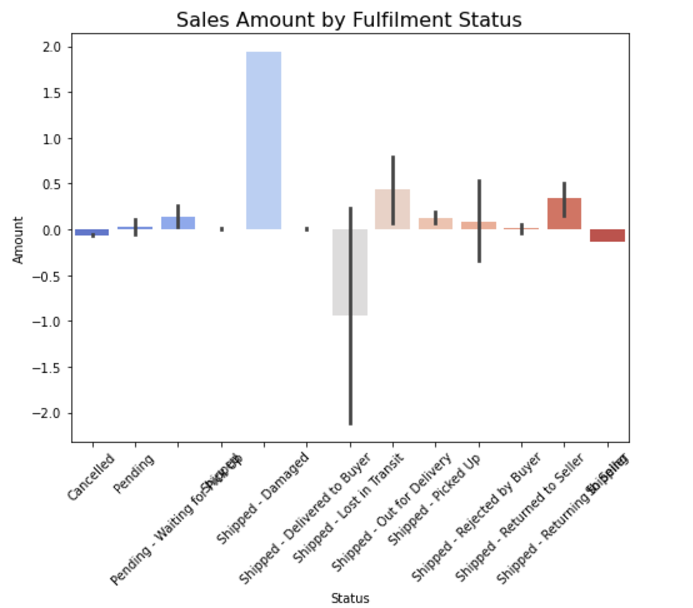 Sales Amount by Fulfilment Status
2.0
1.5
1.0
0.5
0.0
−0.5
−1.0
−1.5
−2.0
Amount
Cancelled
Pending
Pending - Waiting for Pick Up
Shipped
Shipped - Damaged
Shipped - Delivered to Buyer
Shipped - Lost in Transit
Shipped - Out for Delivery
Shipped - Picked Up
Shipped - Rejected by Buyer
Shipped - Returned to Seller
Shipped - Returning to Seller
Shipping
Status